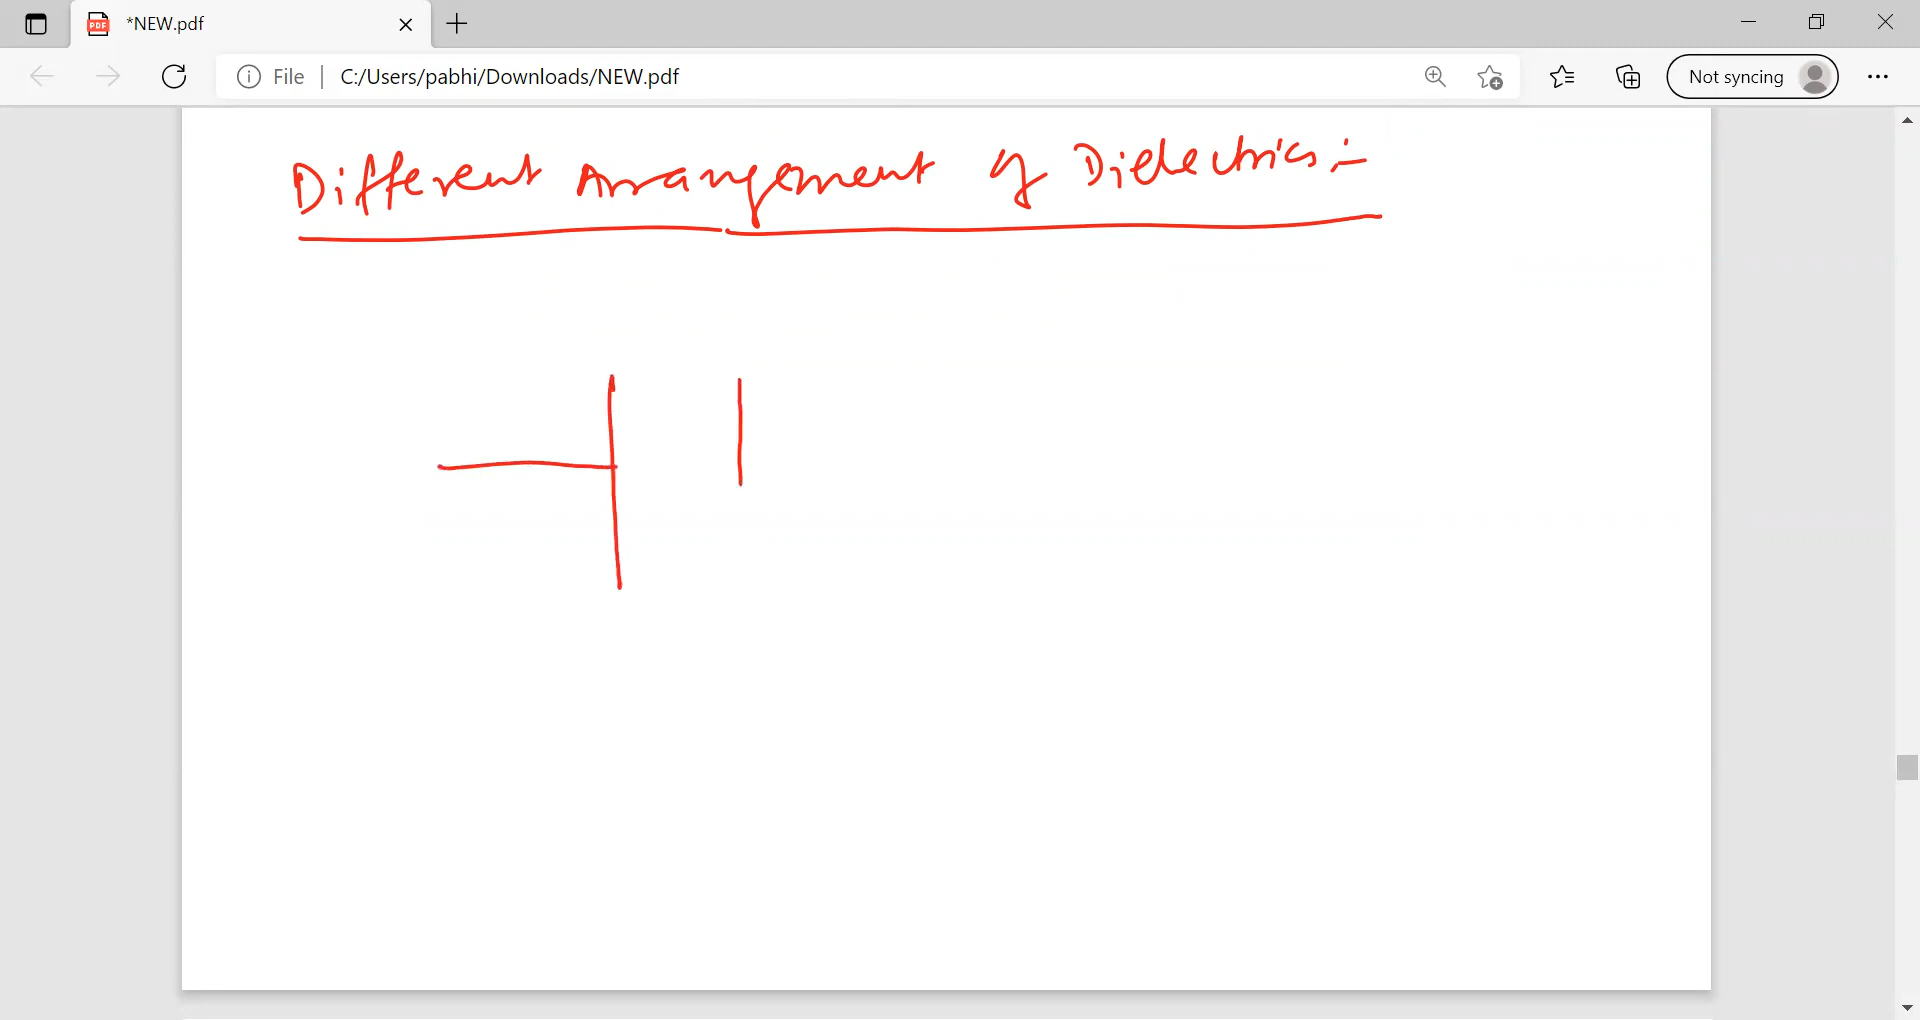 *NEW.pdf
File | C:/Users/pabhi/Downloads/NEW.pdf
Not syncing
Different Arrangement of Dielectrics :-